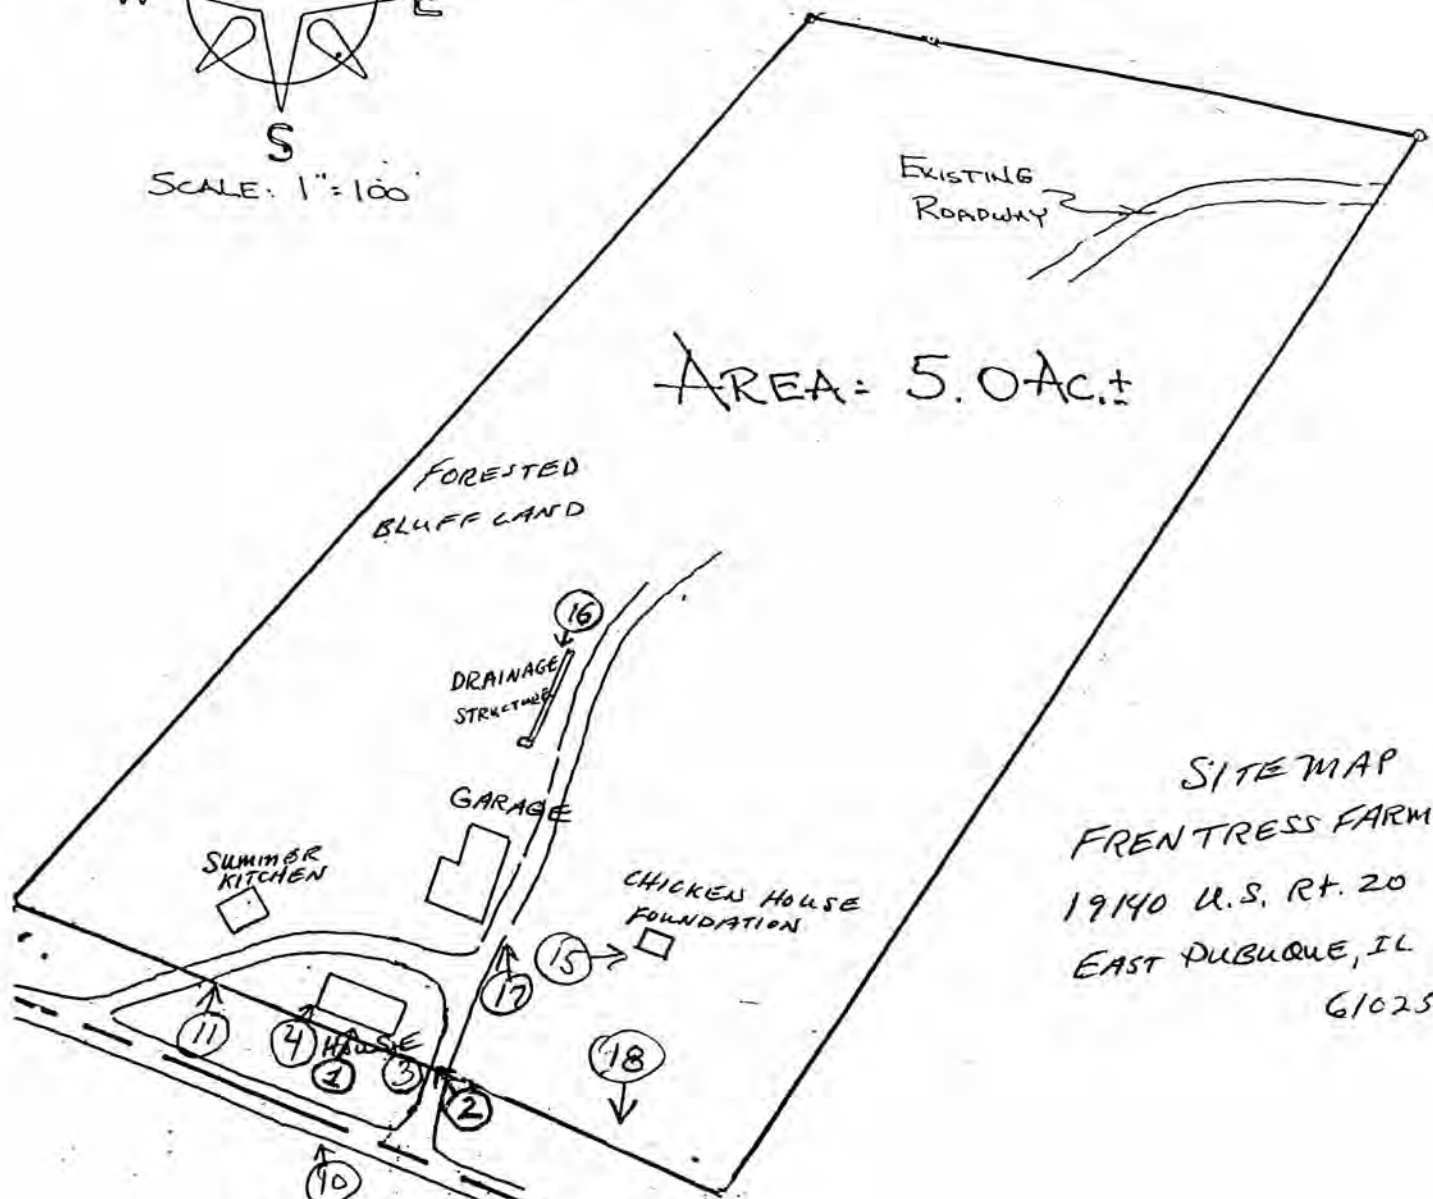 E
S
SCALE: 1" = 100'
EXISTING
ROADWAY
AREA = 5.0 AC.±
FORESTED
BLUFF LAND
16
DRAINAGE
STRUCTURE
GARAGE
SUMMER
KITCHEN
CHICKEN HOUSE
FOUNDATION
15
17
11
4
HOUSE
1
3
2
18
10
SITE MAP
FRENTRESS FARM
19140 U.S. Rt. 20
EAST DUBUQUE, IL
61025